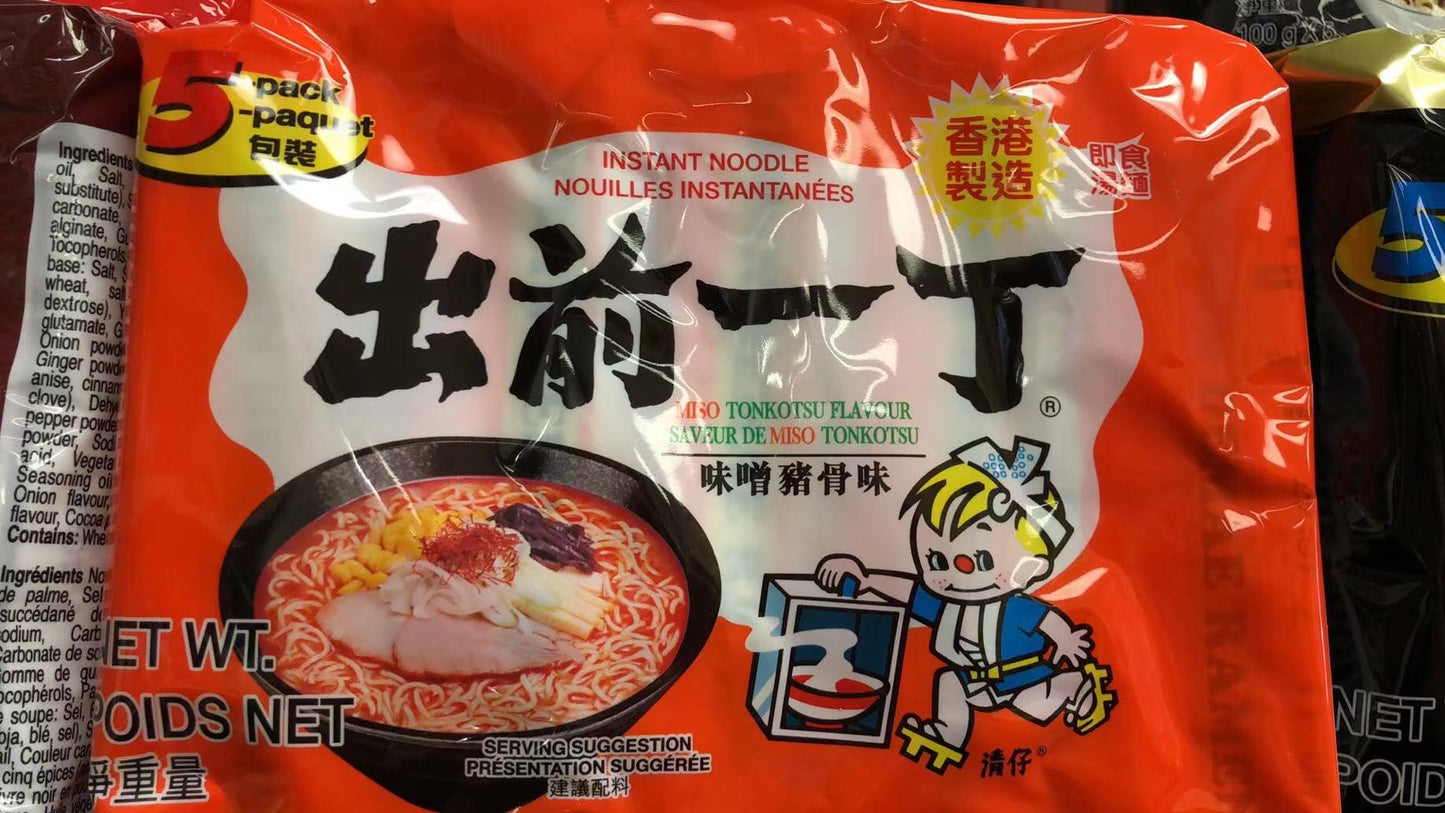 5-pack
-paquet
包裝
INSTANT NOODLE
NOUILLES INSTANTANÉES
香港
製造
即食
湯麵
出前一丁®
MISO TONKOTSU FLAVOUR
SAVEUR DE MISO TONKOTSU
味噌豬骨味
清仔®
NET WT.
POIDS NET
淨重量
SERVING SUGGESTION
PRÉSENTATION SUGGÉRÉE
建議配料
Ingredients
oil, Salt,
substitute),
carbonate,
alginate,
Tocopherols
base: Salt,
wheat,
dextrose),
glutamate,
Onion
Ginger
anise,
clove),
pepper
powder,
acid,
Seasoning oil
Onion flavour,
flavour, Cocoa
Contains:
Ingrédients
de palme, Sel
succédané de
sodium,
Carbonate de
Gomme de
soupe: Sel,
soja, blé, sel),
ail, Couleur
cinq épices
100 g x 5
5
NET
POID